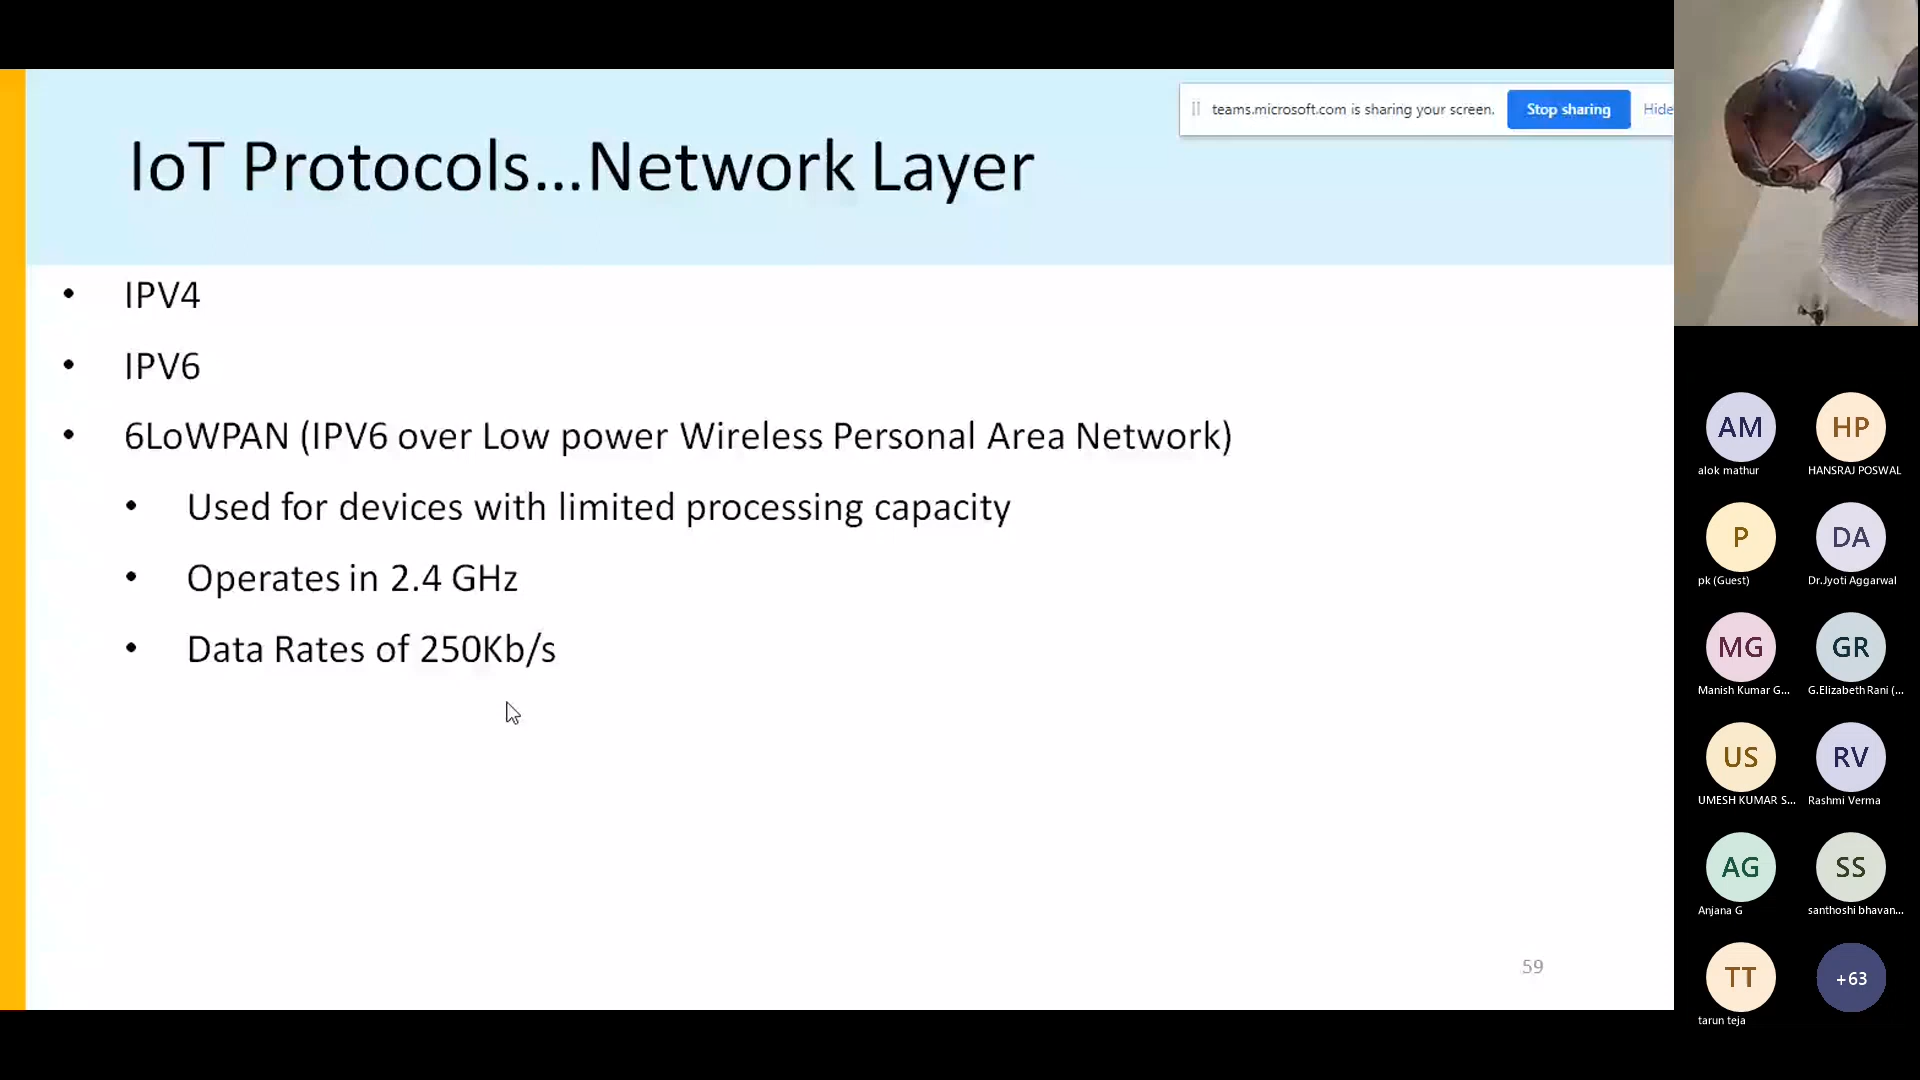 IoT Protocols...Network Layer
teams.microsoft.com is sharing your screen.
Stop sharing
Hide
• IPV4
• IPV6
• 6LoWPAN (IPV6 over Low power Wireless Personal Area Network)
• Used for devices with limited processing capacity
• Operates in 2.4 GHz
• Data Rates of 250Kb/s
59
AM
alok mathur
HP
HANSRAJ POSWAL
P
pk (Guest)
DA
Dr.Jyoti Aggarwal
MG
Manish Kumar G...
GR
G.Elizabeth Rani (...
US
UMESH KUMAR S...
RV
Rashmi Verma
AG
Anjana G
SS
santhoshi bhavan...
TT
tarun teja
+63